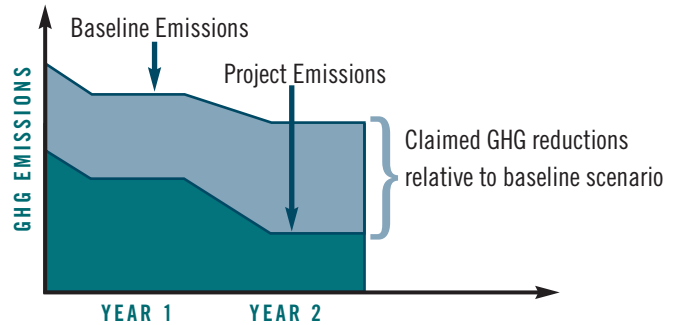 Baseline Emissions
Project Emissions
GHG EMISSIONS
Claimed GHG reductions
relative to baseline scenario
YEAR 1
YEAR 2